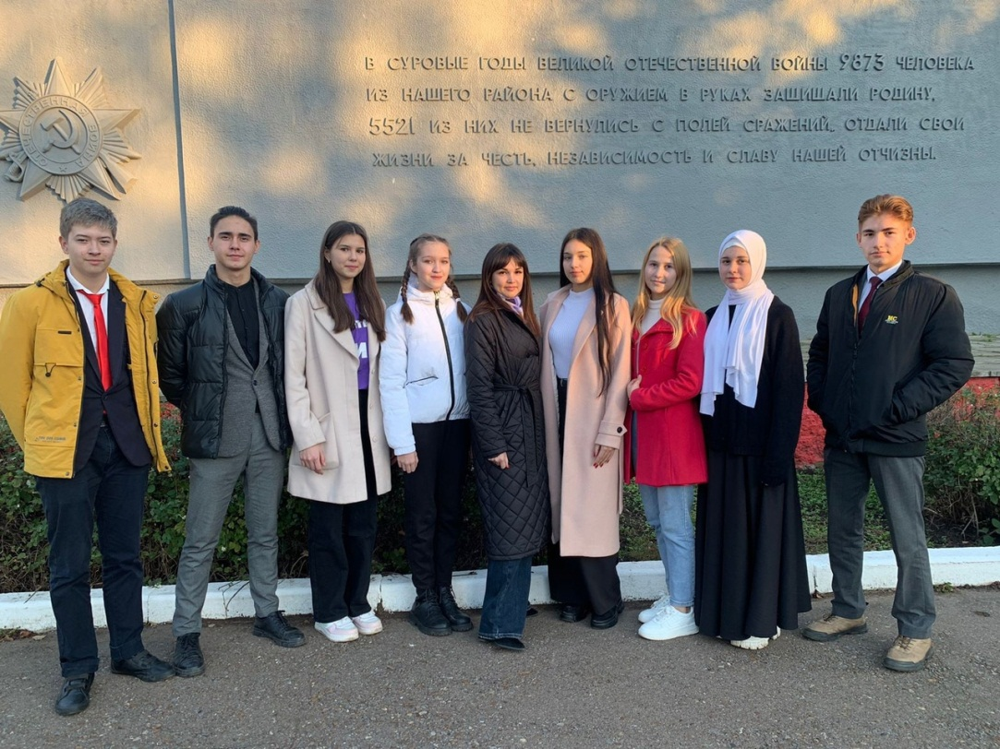 В СУРОВЫЕ ГОДЫ ВЕЛИКОЙ ОТЕЧЕСТВЕННОЙ ВОЙНЫ 9873 ЧЕЛОВЕКА
ИЗ НАШЕГО РАЙОНА С ОРУЖИЕМ В РУКАХ ЗАЩИЩАЛИ РОДИНУ,
5521 ИЗ НИХ НЕ ВЕРНУЛИСЬ С ПОЛЕЙ СРАЖЕНИЙ, ОТДАЛИ СВОИ
ЖИЗНИ ЗА ЧЕСТЬ, НЕЗАВИСИМОСТЬ И СЛАВУ НАШЕЙ ОТЧИЗНЫ.